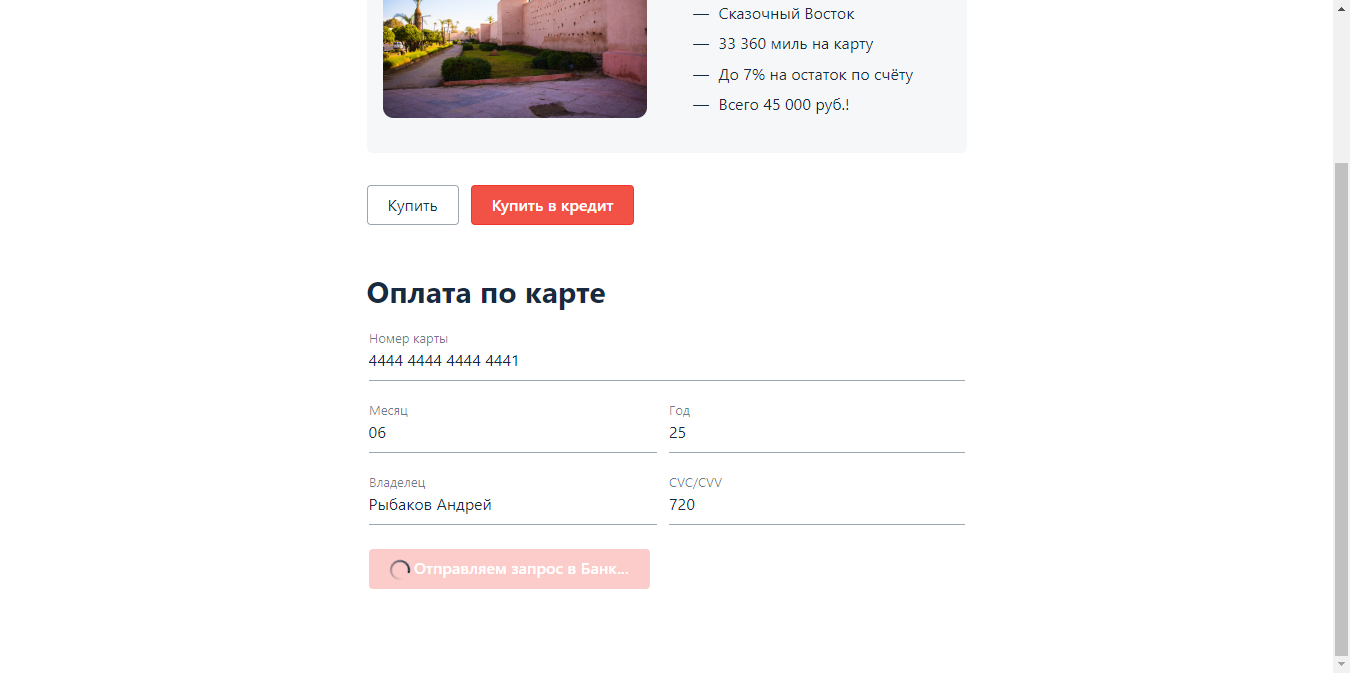 — Сказочный Восток
— 33 360 миль на карту
— До 7% на остаток по счёту
— Всего 45 000 руб.!
Купить
Купить в кредит
Оплата по карте
Номер карты
4444 4444 4444 4441
Месяц
Год
06
25
Владелец
CVC/CVV
Рыбаков Андрей
720
Отправляем запрос в Банк...